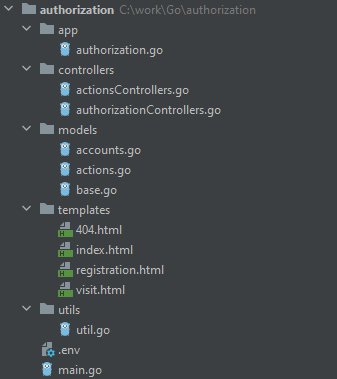 authorization C:\work\Go\authorization
app
authorization.go
controllers
actionsControllers.go
authorizationControllers.go
models
accounts.go
actions.go
base.go
templates
404.html
index.html
registration.html
visit.html
utils
util.go
.env
main.go